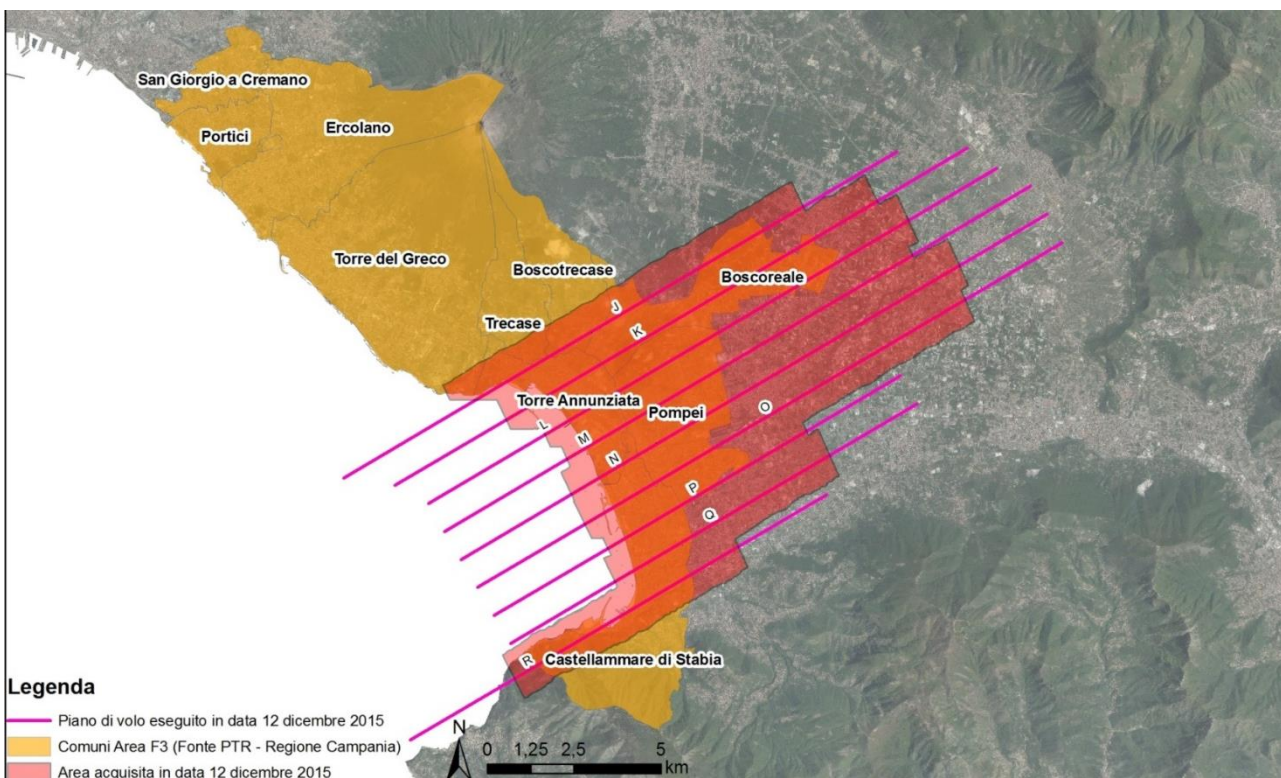 San Giorgio a Cremano
Portici
Ercolano
Torre del Greco
Boscotrecase
Trecase
Boscoreale
J
K
Torre Annunziata
Pompei
O
L
M
N
P
Q
R
Castellammare di Stabia
Legenda
Piano di volo eseguito in data 12 dicembre 2015
Comuni Area F3 (Fonte PTR - Regione Campania)
Area acquisita in data 12 dicembre 2015
N
0 1,25 2,5 5
km